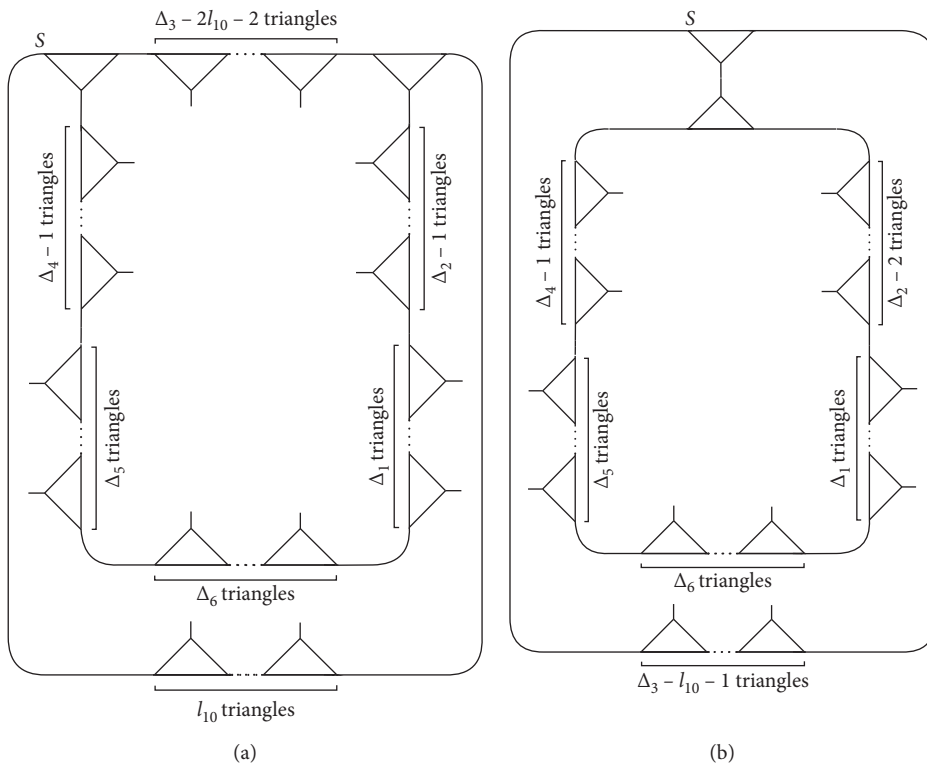 Δ₃ – 2l₁₀ – 2 triangles
S
Δ₄ – 1 triangles
Δ₂ – 1 triangles
Δ₅ triangles
Δ₁ triangles
Δ₆ triangles
l₁₀ triangles
(a)
S
Δ₄ – 1 triangles
Δ₂ – 2 triangles
Δ₅ triangles
Δ₁ triangles
Δ₆ triangles
Δ₃ – l₁₀ – 1 triangles
(b)